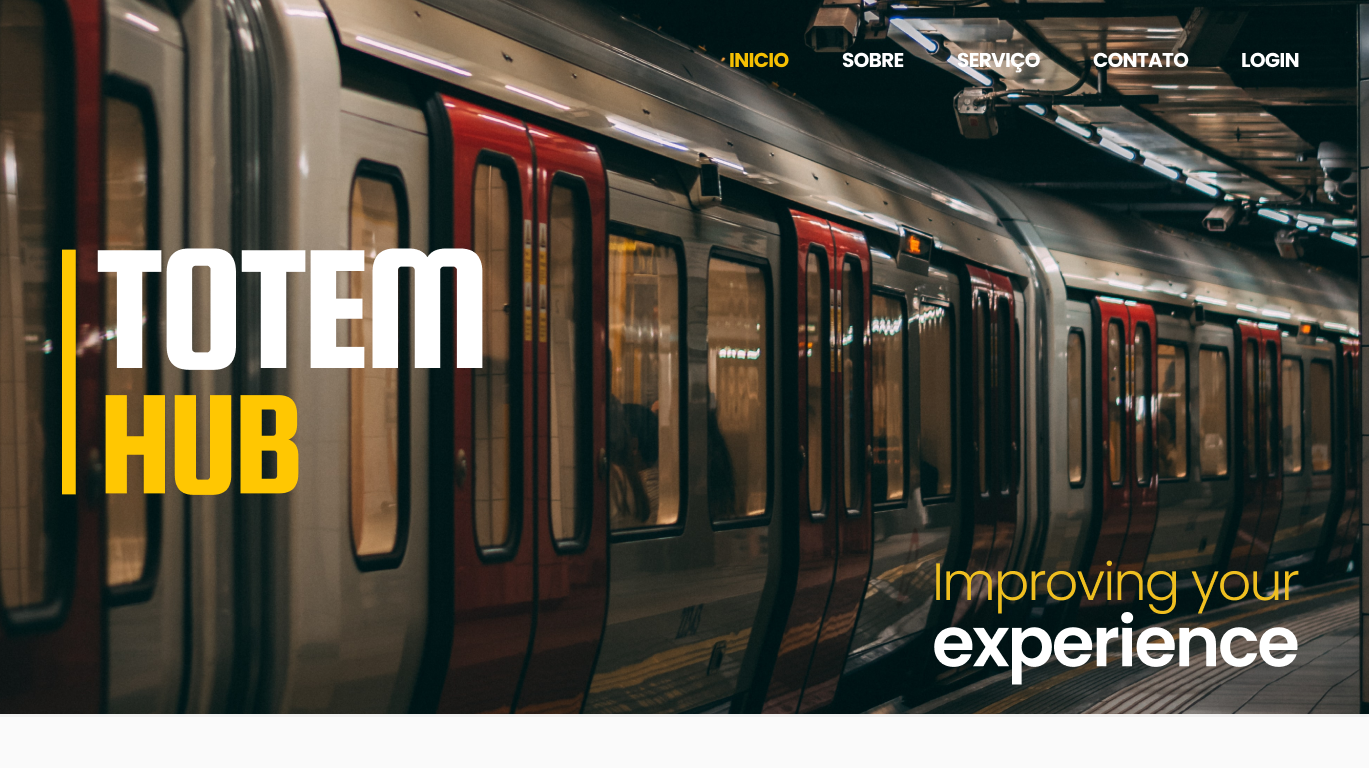 INICIO SOBRE SERVIÇO CONTATO LOGIN
TOTEM
HUB
Improving your
experience